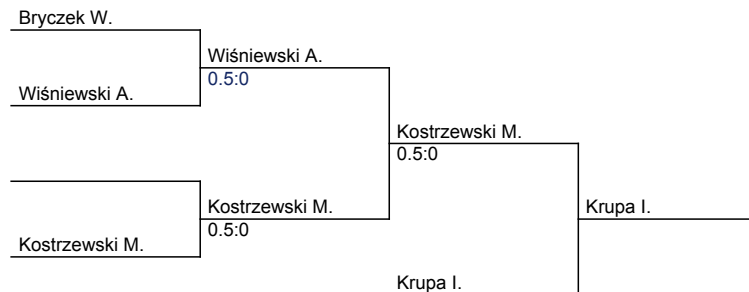 Bryczek W.
Wiśniewski A.
0.5:0
Wiśniewski A.
Kostrzewski M.
0.5:0
Kostrzewski M.
0.5:0
Krupa I.
Kostrzewski M.
Krupa I.